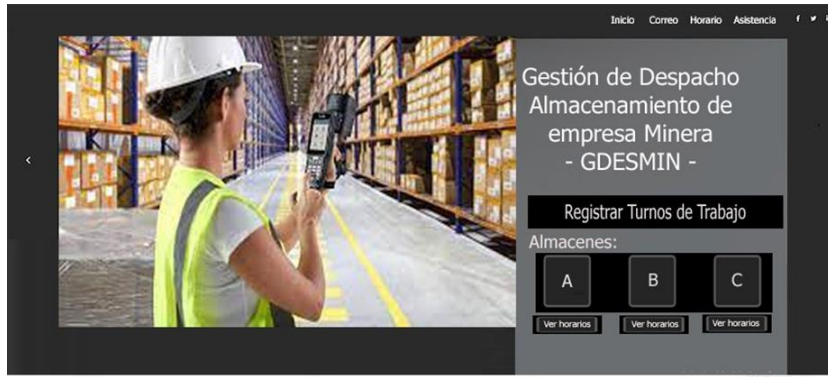 Inicio Correo Horario Asistencia
Gestión de Despacho
Almacenamiento de
empresa Minera
- GDESMIN -
Registrar Turnos de Trabajo
Almacenes:
A B C
Ver horarios Ver horarios Ver horarios